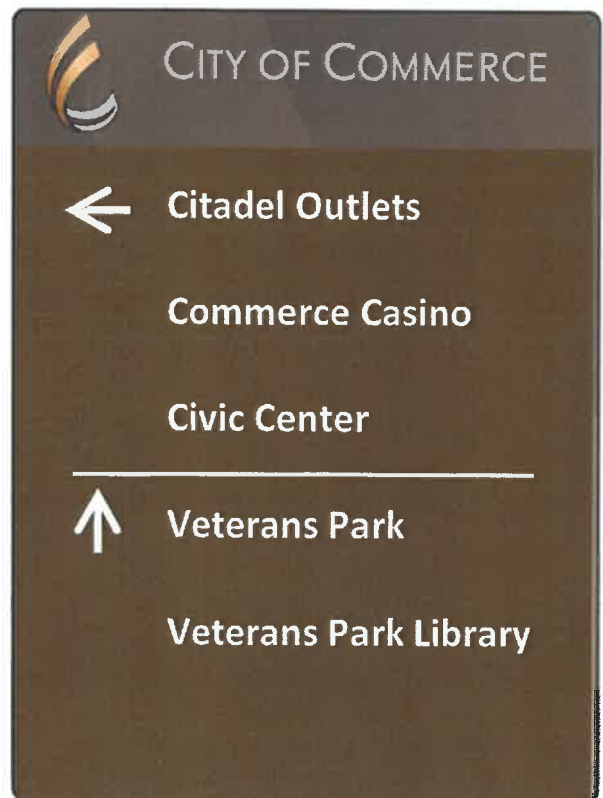 CITY OF COMMERCE
← Citadel Outlets
Commerce Casino
Civic Center
↑ Veterans Park
Veterans Park Library